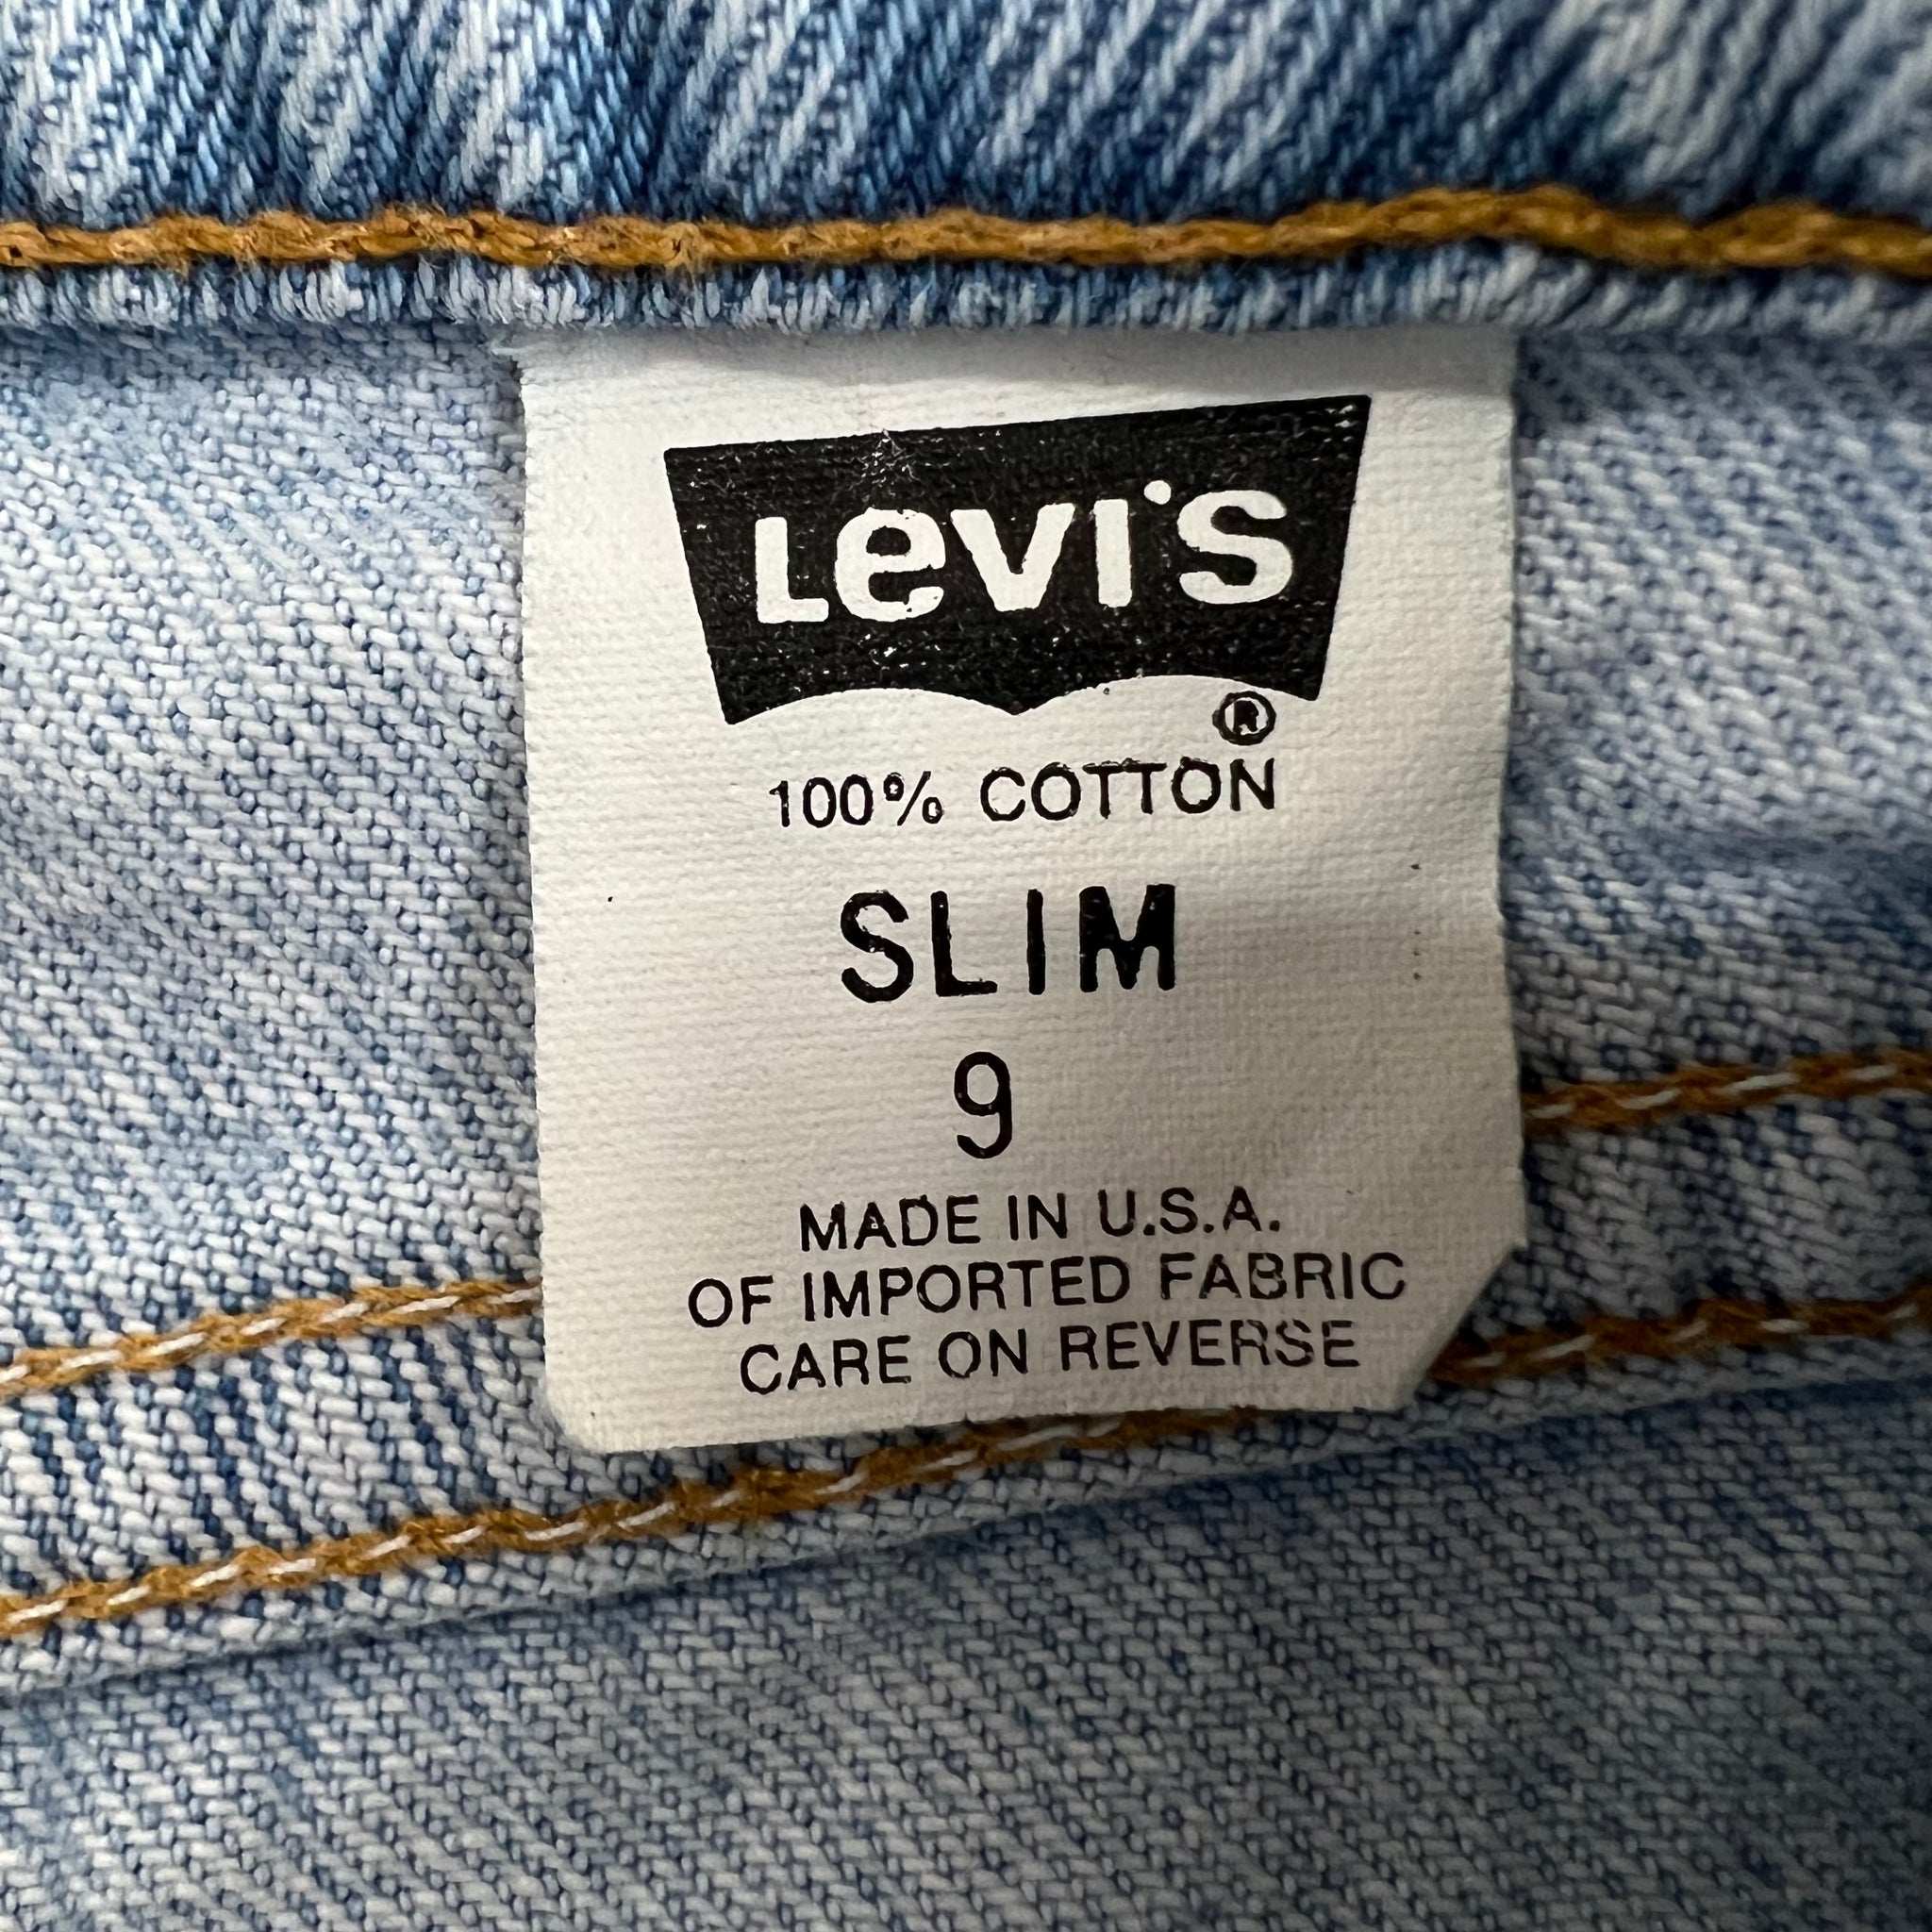 Levi's
®
100% COTTON
SLIM
9
MADE IN U.S.A.
OF IMPORTED FABRIC
CARE ON REVERSE